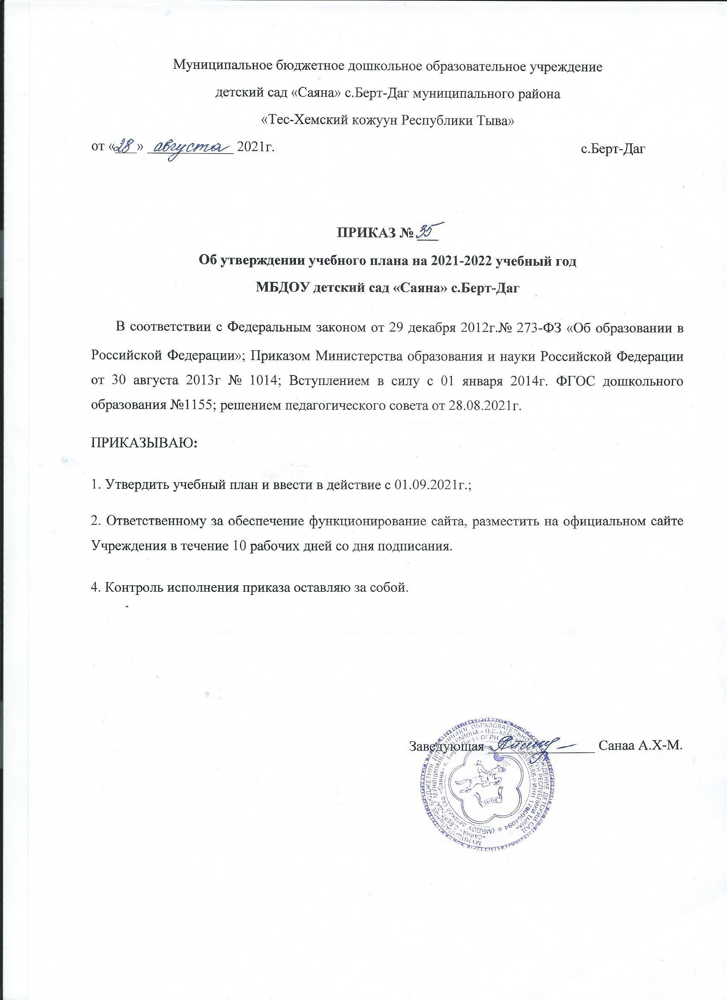 Муниципальное бюджетное дошкольное образовательное учреждение
детский сад «Саяна» с.Берт-Даг муниципального района
«Тес-Хемский кожуун Республики Тыва»
от «28» августа 2021г. с.Берт-Даг
ПРИКАЗ № 35
Об утверждении учебного плана на 2021-2022 учебный год
МБДОУ детский сад «Саяна» с.Берт-Даг
В соответствии с Федеральным законом от 29 декабря 2012г.№ 273-ФЗ «Об образовании в
Российской Федерации»; Приказом Министерства образования и науки Российской Федерации
от 30 августа 2013г № 1014; Вступлением в силу с 01 января 2014г. ФГОС дошкольного
образования №1155; решением педагогического совета от 28.08.2021г.
ПРИКАЗЫВАЮ:
1. Утвердить учебный план и ввести в действие с 01.09.2021г.;
2. Ответственному за обеспечение функционирование сайта, разместить на официальном сайте
Учреждения в течение 10 рабочих дней со дня подписания.
4. Контроль исполнения приказа оставляю за собой.
Заведующая Санаа А.Х-М.
МУНИЦИПАЛЬНОЕ БЮДЖЕТНОЕ ДОШКОЛЬНОЕ ОБРАЗОВАТЕЛЬНОЕ УЧРЕЖДЕНИЕ ДЕТСКИЙ САД
«САЯНА» С.БЕРТ-ДАГ МУНИЦИПАЛЬНОГО РАЙОНА «ТЕС-ХЕМСКИЙ КОЖУУН РЕСПУБЛИКИ ТЫВА»
(МБДОУ детский сад «Саяна» с. Берт-Даг) * ОГРН * ИНН
ТЫВА